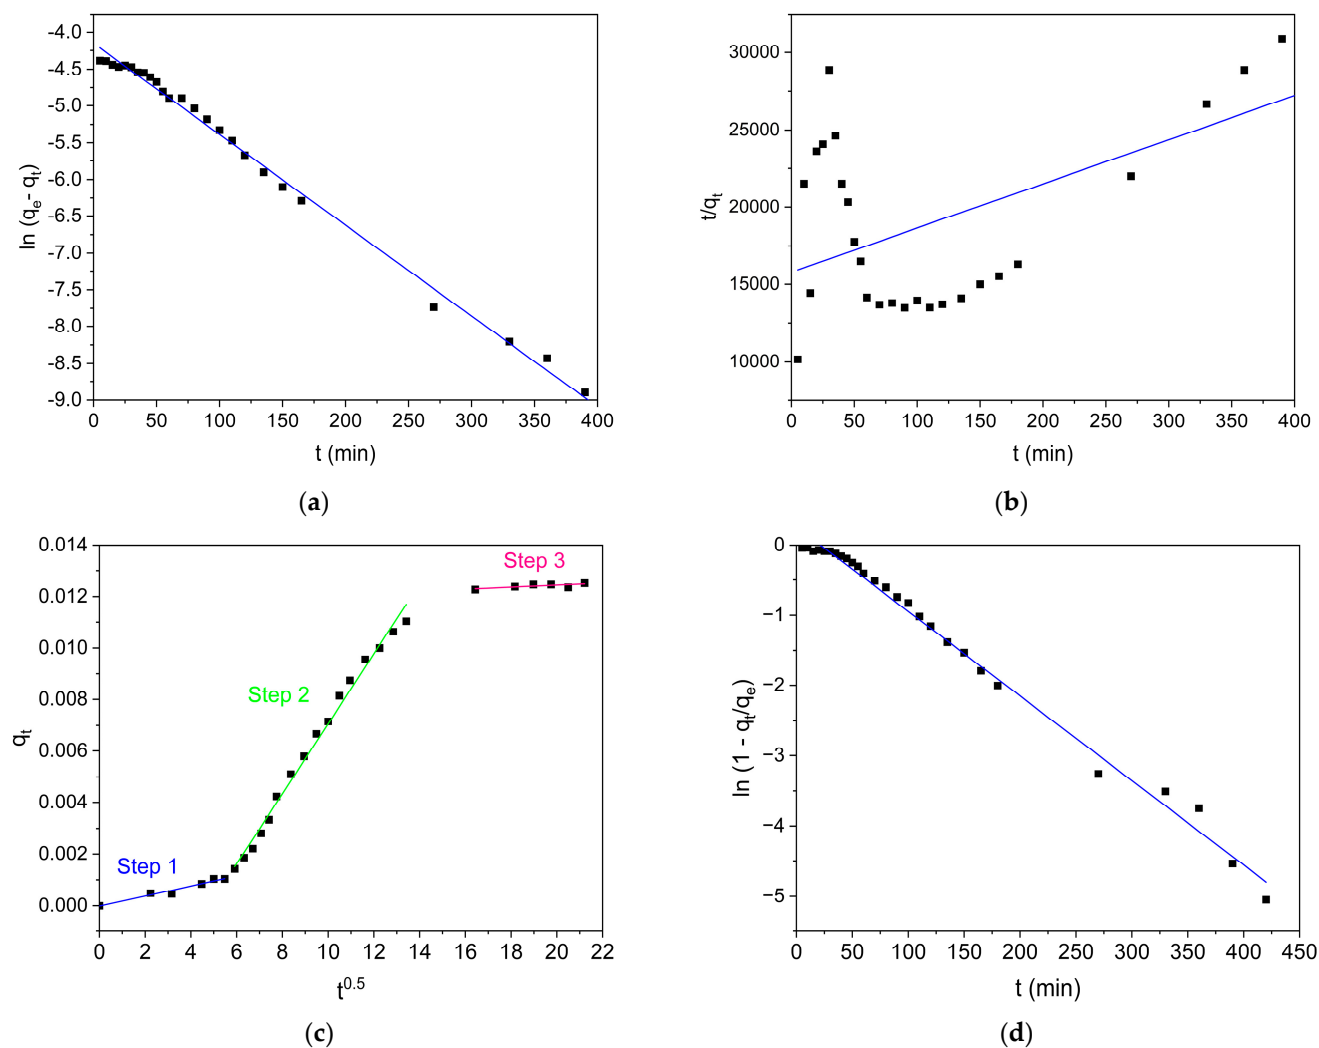 -4.0
-4.5
-5.0
-5.5
-6.0
-6.5
-7.0
-7.5
-8.0
-8.5
-9.0
ln (qe- qt)
0 50 100 150 200 250 300 350 400
t (min)
(a)
30000
25000
20000
15000
10000
t/qt
0 50 100 150 200 250 300 350 400
t (min)
(b)
0.014
0.012
0.010
0.008
0.006
0.004
0.002
0.000
qt
Step 1
Step 2
Step 3
0 2 4 6 8 10 12 14 16 18 20 22
t0.5
(c)
0
−1
−2
−3
−4
−5
ln (1 - qt/qe)
0 50 100 150 200 250 300 350 400 450
t (min)
(d)